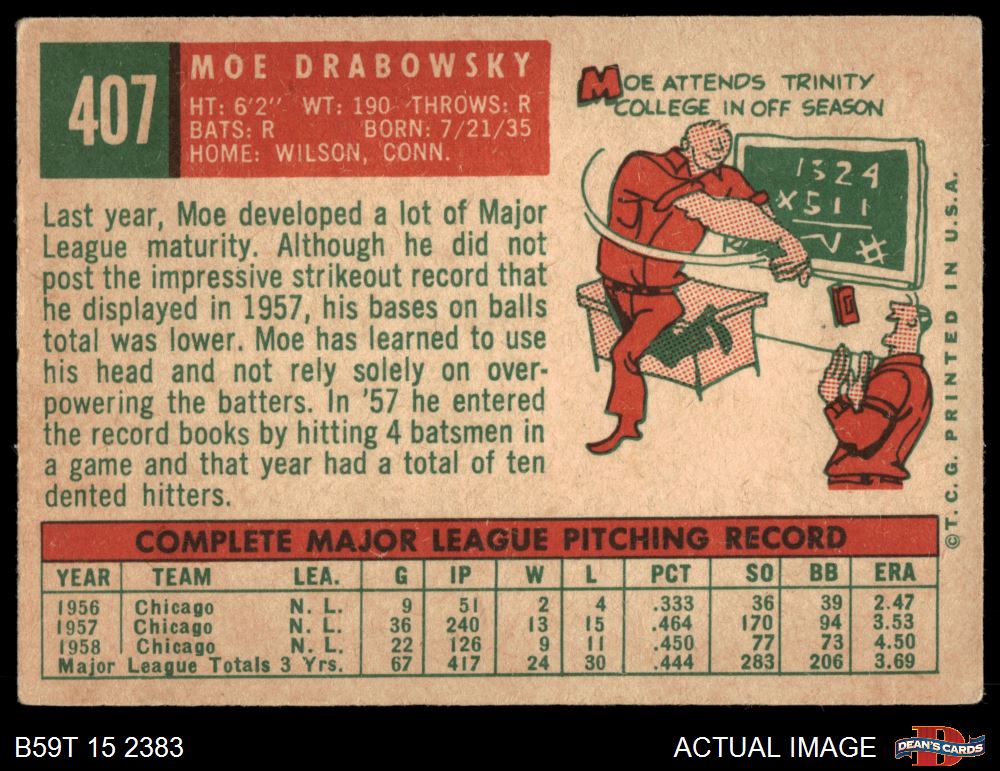 407
MOE DRABOWSKY
HT: 6'2" WT: 190 THROWS: R
BATS: R BORN: 7/21/35
HOME: WILSON, CONN.
MOE ATTENDS TRINITY
COLLEGE IN OFF SEASON
1324
X511
Last year, Moe developed a lot of Major
League maturity. Although he did not
post the impressive strikeout record that
he displayed in 1957, his bases on balls
total was lower. Moe has learned to use
his head and not rely solely on over-
powering the batters. In '57 he entered
the record books by hitting 4 batsmen in
a game and that year had a total of ten
dented hitters.
©T. C. G. PRINTED IN U.S.A.
COMPLETE MAJOR LEAGUE PITCHING RECORD
YEAR TEAM LEA. G IP W L PCT SO BB ERA
1956 Chicago N. L. 9 51 2 4 .333 36 39 2.47
1957 Chicago N. L. 36 240 13 15 .464 170 94 3.53
1958 Chicago N. L. 22 126 9 11 .450 77 73 4.50
Major League Totals 3 Yrs. 67 417 24 30 .444 283 206 3.69
B59T 15 2383
ACTUAL IMAGE
DEAN'S CARDS